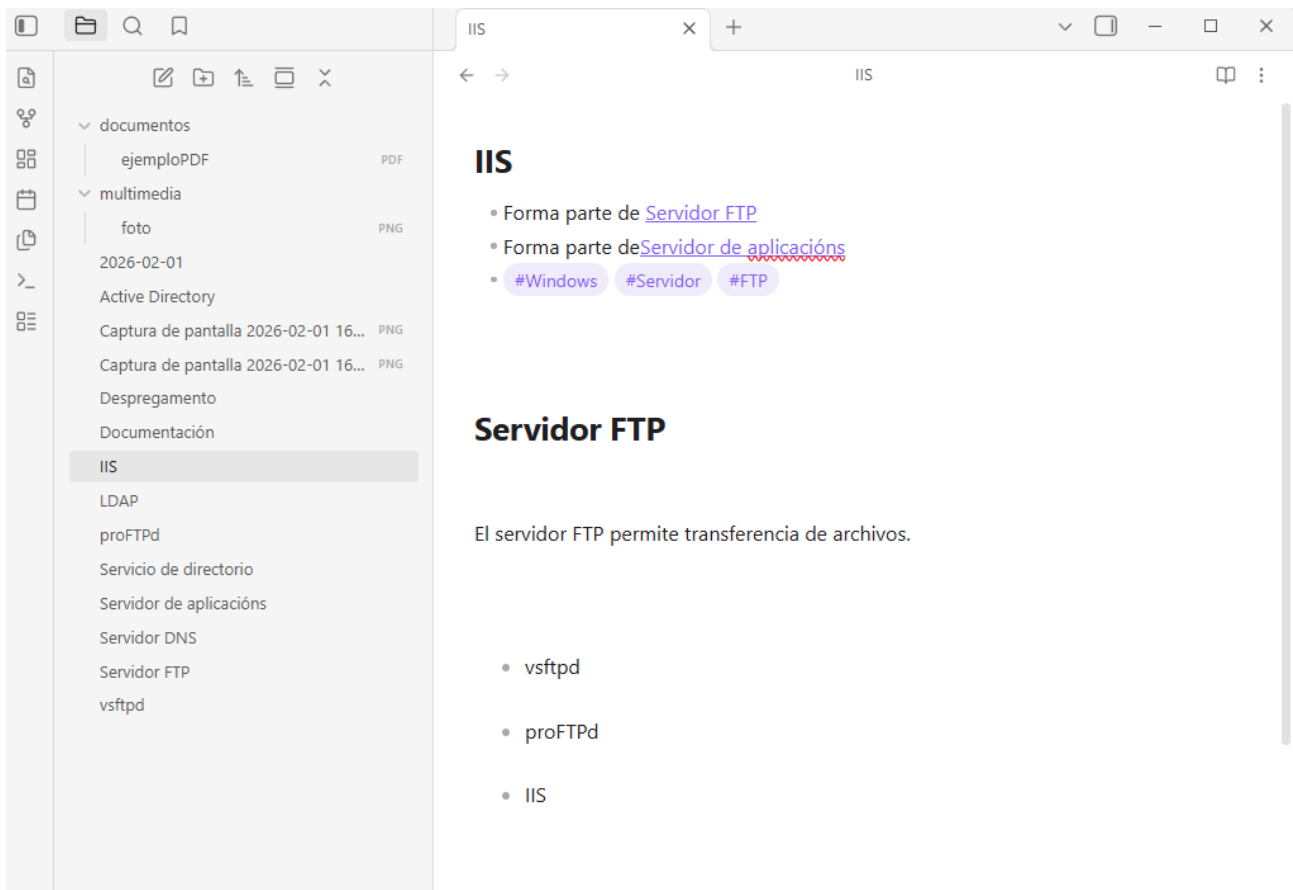 IIS
IIS
documentos
ejemploPDF PDF
multimedia
foto PNG
2026-02-01
Active Directory
Captura de pantalla 2026-02-01 16... PNG
Captura de pantalla 2026-02-01 16... PNG
Despregamento
Documentación
IIS
LDAP
proFTPd
Servicio de directorio
Servidor de aplicacións
Servidor DNS
Servidor FTP
vsftpd
IIS
Forma parte de Servidor FTP
Forma parte deServidor de aplicacións
#Windows #Servidor #FTP
Servidor FTP
El servidor FTP permite transferencia de archivos.
vsftpd
proFTPd
IIS